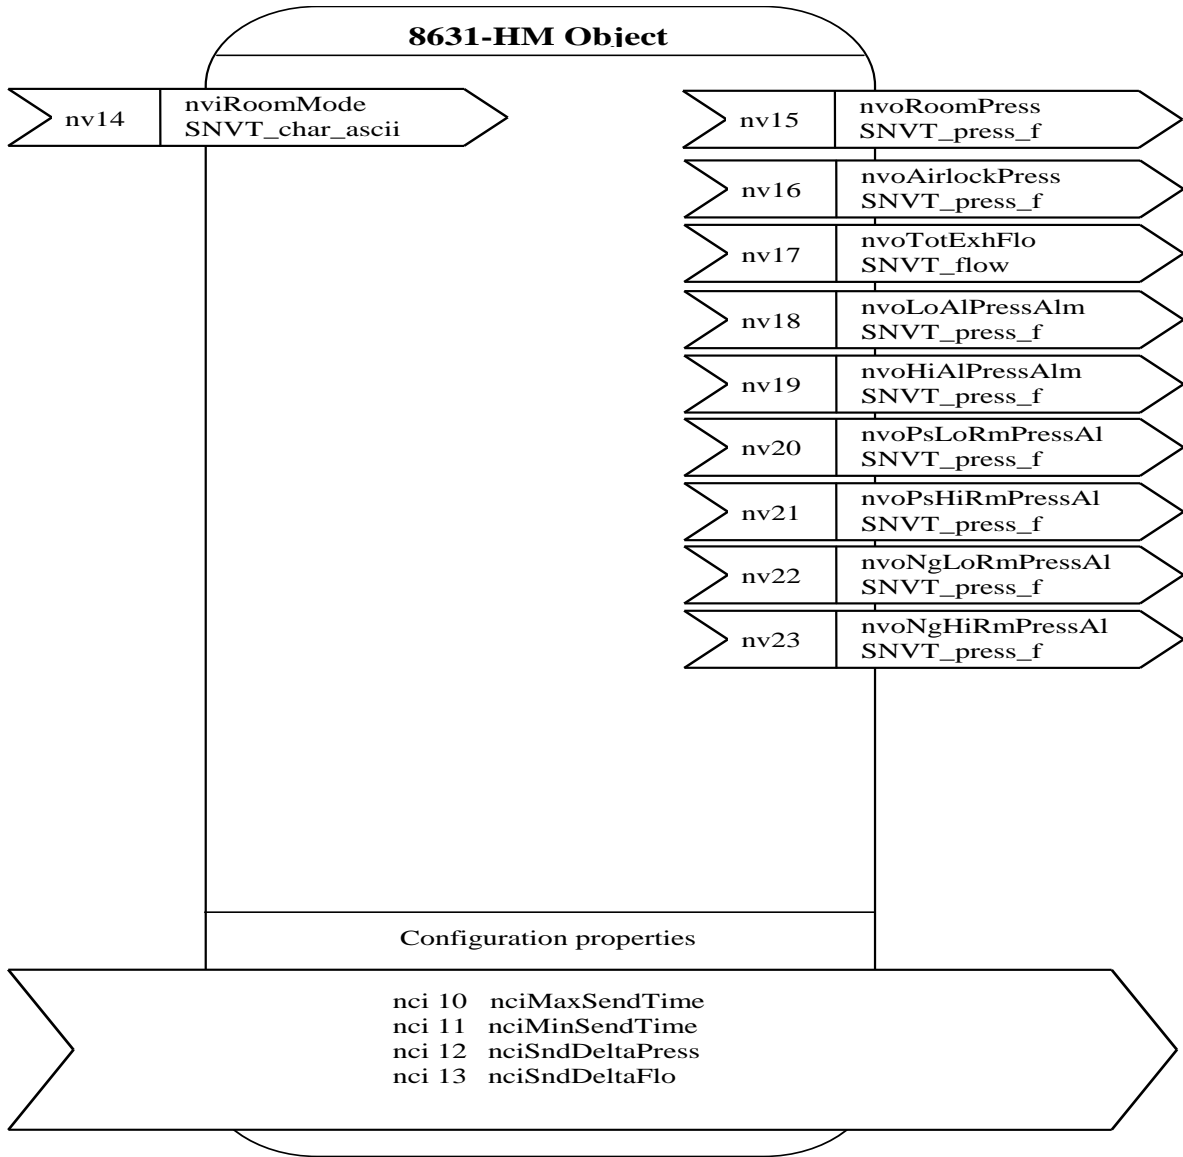 8631-HM Object
nv14
nviRoomMode
SNVT_char_ascii
nv15
nvoRoomPress
SNVT_press_f
nv16
nvoAirlockPress
SNVT_press_f
nv17
nvoTotExhFlo
SNVT_flow
nv18
nvoLoAlPressAlm
SNVT_press_f
nv19
nvoHiAlPressAlm
SNVT_press_f
nv20
nvoPsLoRmPressAl
SNVT_press_f
nv21
nvoPsHiRmPressAl
SNVT_press_f
nv22
nvoNgLoRmPressAl
SNVT_press_f
nv23
nvoNgHiRmPressAl
SNVT_press_f
Configuration properties
nci 10 nciMaxSendTime
nci 11 nciMinSendTime
nci 12 nciSndDeltaPress
nci 13 nciSndDeltaFlo